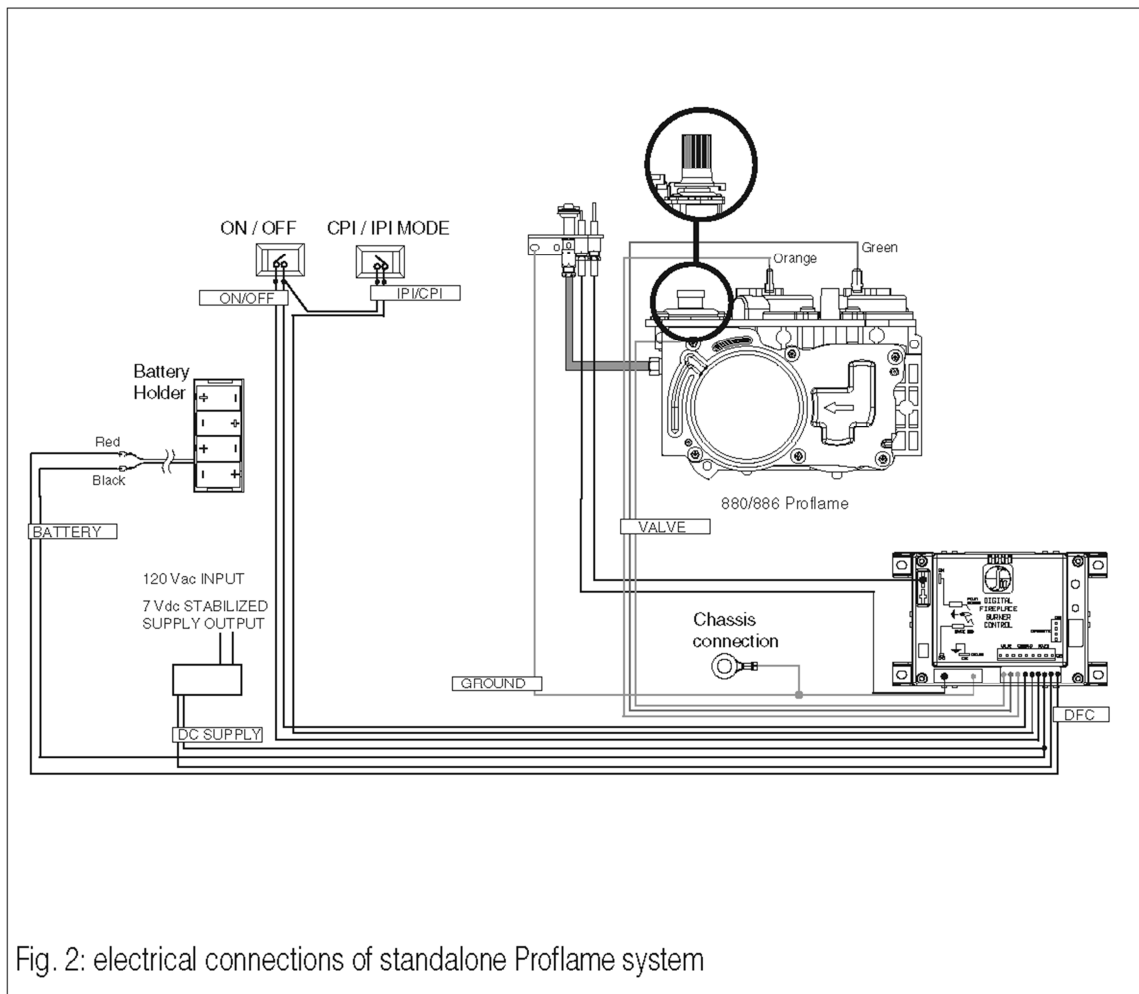 ON / OFF
CPI / IPI MODE
ON/OFF
IPI/CPI
Orange
Green
Battery
Holder
Red
Black
880/886 Proflame
BATTERY
VALVE
120 Vac INPUT
7 Vdc STABILIZED
SUPPLY OUTPUT
DIGITAL
FIREPLACE
BURNER
CONTROL
Chassis
connection
GROUND
DC SUPPLY
DFC
Fig. 2: electrical connections of standalone Proflame system